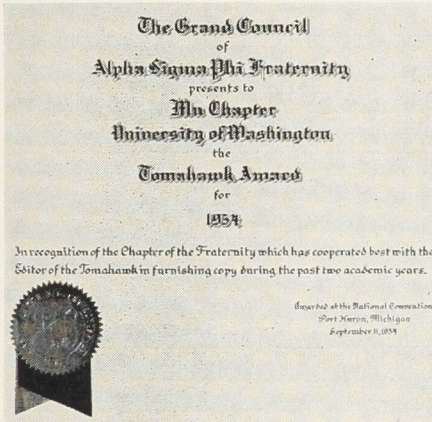 The Grand Council
of
Alpha Sigma Phi Fraternity
presents to
Mu Chapter
University of Washington
the
Tomahawk Award
for
1954
In recognition of the Chapter of the Fraternity which has cooperated best with the
Editor of the Tomahawk in furnishing copy during the past two academic years.
Awarded at the National Convention
Port Huron, Michigan
September 11, 1954